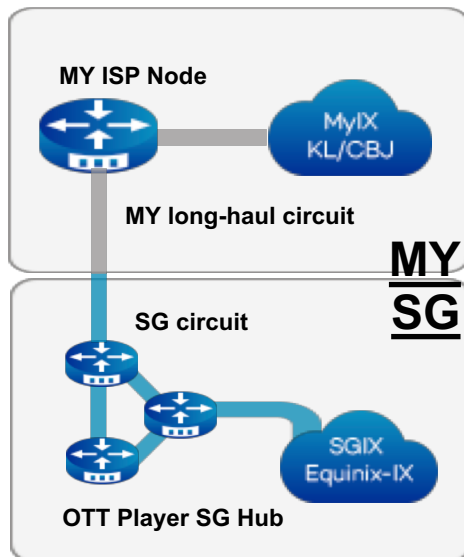 MY ISP Node
MyIX
KL/CBJ
MY long-haul circuit
MY
SG
SG circuit
SGIX
Equinix-IX
OTT Player SG Hub